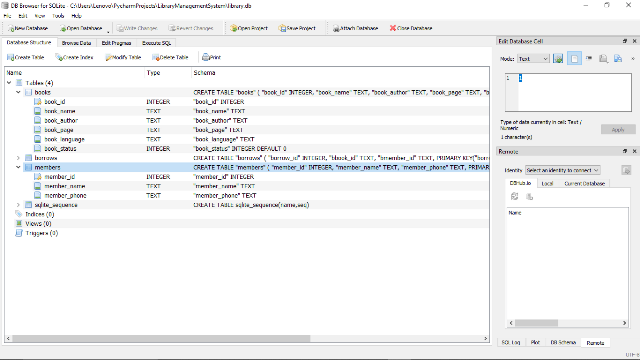 DB Browser for SQLite - C:\Users\Lenovo\PycharmProjects\LibraryManagementSystem\library.db
File Edit View Tools Help
New Database Open Database Write Changes Revert Changes Open Project Save Project Attach Database Close Database
Database Structure Browse Data Edit Pragmas Execute SQL
Create Table Create Index Modify Table Delete Table Print
Name Type Schema
Tables (4)
books CREATE TABLE "books" ( "book_id" INTEGER, "book_name" TEXT, "book_author" TEXT, "book_page" TEXT, "b
book_id INTEGER "book_id" INTEGER
book_name TEXT "book_name" TEXT
book_author TEXT "book_author" TEXT
book_page TEXT "book_page" TEXT
book_language TEXT "book_language" TEXT
book_status INTEGER "book_status" INTEGER DEFAULT 0
borrows CREATE TABLE "borrows" ( "borrow_id" INTEGER, "bbook_id" TEXT, "bmember_id" TEXT, PRIMARY KEY("borro
members CREATE TABLE "members" ( "member_id" INTEGER, "member_name" TEXT, "member_phone" TEXT, PRIMAR
member_id INTEGER "member_id" INTEGER
member_name TEXT "member_name" TEXT
member_phone TEXT "member_phone" TEXT
sqlite_sequence CREATE TABLE sqlite_sequence(name,seq)
Indices (0)
Views (0)
Triggers (0)
Edit Database Cell
Mode: Text
1 1
Type of data currently in cell: Text / Numeric
1 character(s)
Apply
Remote
Identity Select an identity to connect
DBHub.io Local Current Database
Name
SQL Log Plot DB Schema Remote
UTF-8